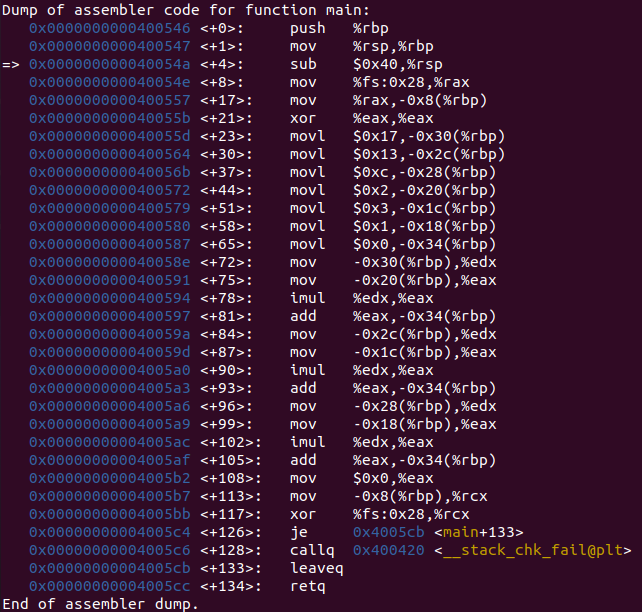 Dump of assembler code for function main:
   0x0000000000400546 <+0>:	push   %rbp
   0x0000000000400547 <+1>:	mov    %rsp,%rbp
=> 0x000000000040054a <+4>:	sub    $0x40,%rsp
   0x000000000040054e <+8>:	mov    %fs:0x28,%rax
   0x0000000000400557 <+17>:	mov    %rax,-0x8(%rbp)
   0x000000000040055b <+21>:	xor    %eax,%eax
   0x000000000040055d <+23>:	movl   $0x17,-0x30(%rbp)
   0x0000000000400564 <+30>:	movl   $0x13,-0x2c(%rbp)
   0x000000000040056b <+37>:	movl   $0xc,-0x28(%rbp)
   0x0000000000400572 <+44>:	movl   $0x2,-0x20(%rbp)
   0x0000000000400579 <+51>:	movl   $0x3,-0x1c(%rbp)
   0x0000000000400580 <+58>:	movl   $0x1,-0x18(%rbp)
   0x0000000000400587 <+65>:	movl   $0x0,-0x34(%rbp)
   0x000000000040058e <+72>:	mov    -0x30(%rbp),%edx
   0x0000000000400591 <+75>:	mov    -0x20(%rbp),%eax
   0x0000000000400594 <+78>:	imul   %edx,%eax
   0x0000000000400597 <+81>:	add    %eax,-0x34(%rbp)
   0x000000000040059a <+84>:	mov    -0x2c(%rbp),%edx
   0x000000000040059d <+87>:	mov    -0x1c(%rbp),%eax
   0x00000000004005a0 <+90>:	imul   %edx,%eax
   0x00000000004005a3 <+93>:	add    %eax,-0x34(%rbp)
   0x00000000004005a6 <+96>:	mov    -0x28(%rbp),%edx
   0x00000000004005a9 <+99>:	mov    -0x18(%rbp),%eax
   0x00000000004005ac <+102>:	imul   %edx,%eax
   0x00000000004005af <+105>:	add    %eax,-0x34(%rbp)
   0x00000000004005b2 <+108>:	mov    $0x0,%eax
   0x00000000004005b7 <+113>:	mov    -0x8(%rbp),%rcx
   0x00000000004005bb <+117>:	xor    %fs:0x28,%rcx
   0x00000000004005c4 <+126>:	je     0x4005cb <main+133>
   0x00000000004005c6 <+128>:	callq  0x400420 <__stack_chk_fail@plt>
   0x00000000004005cb <+133>:	leaveq
   0x00000000004005cc <+134>:	retq
End of assembler dump.